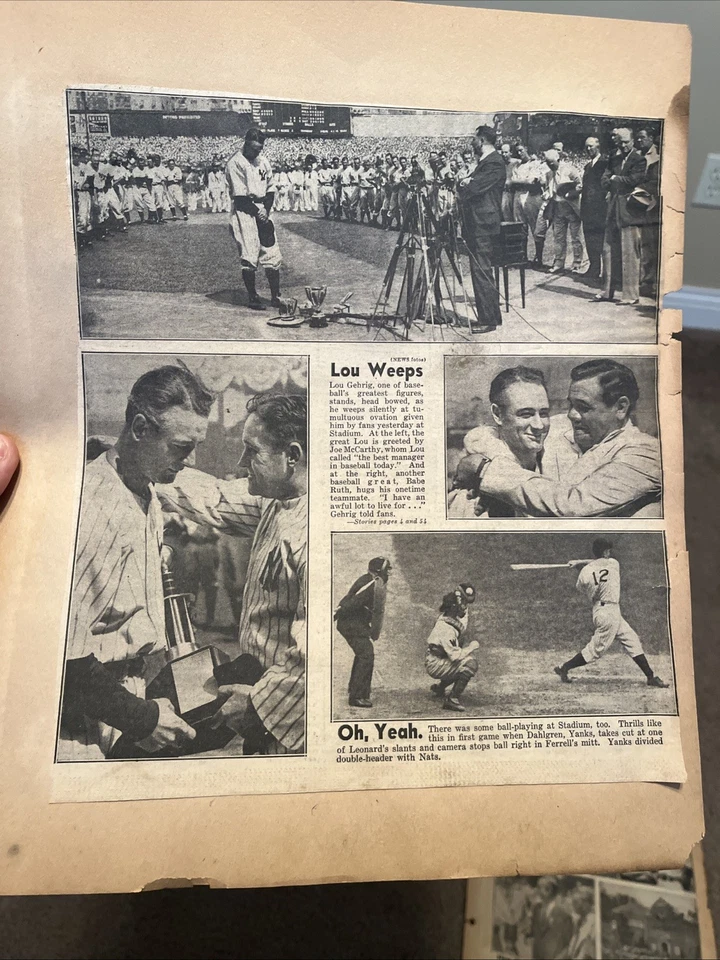 (NEWS fotos)
Lou Weeps
Lou Gehrig, one of base-
ball's greatest figures,
stands, head bowed, as
he weeps silently at tu-
multuous ovation given
him by fans yesterday at
Stadium. At the left, the
great Lou is greeted by
Joe McCarthy, whom Lou
called "the best manager
in baseball today." And
at the right, another
baseball great, Babe
Ruth, hugs his onetime
teammate. "I have an
awful lot to live for . . ."
Gehrig told fans.
—Stories pages 4 and 54
12
Oh, Yeah. There was some ball-playing at Stadium, too. Thrills like
this in first game when Dahlgren, Yanks, takes cut at one
of Leonard's slants and camera stops ball right in Ferrell's mitt. Yanks divided
double-header with Nats.